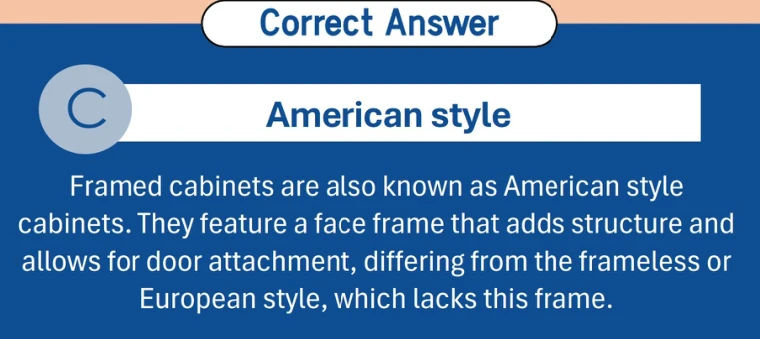 Correct Answer
C
American style
Framed cabinets are also known as American style
cabinets. They feature a face frame that adds structure and
allows for door attachment, differing from the frameless or
European style, which lacks this frame.